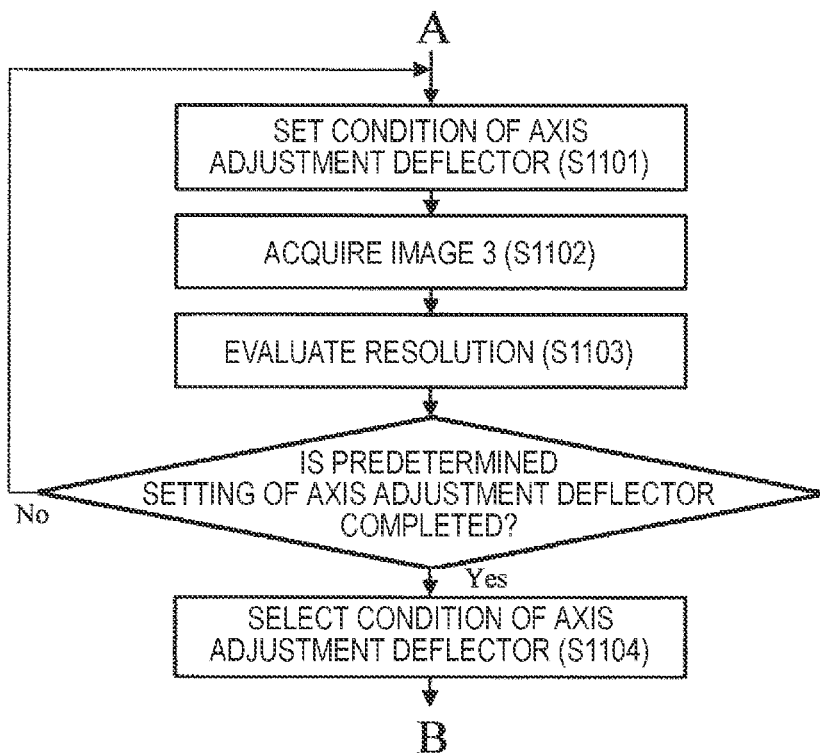 A
SET CONDITION OF AXIS
ADJUSTMENT DEFLECTOR (S1101)
ACQUIRE IMAGE 3 (S1102)
EVALUATE RESOLUTION (S1103)
IS PREDETERMINED
SETTING OF AXIS ADJUSTMENT DEFLECTOR
COMPLETED?
No
Yes
SELECT CONDITION OF AXIS
ADJUSTMENT DEFLECTOR (S1104)
B